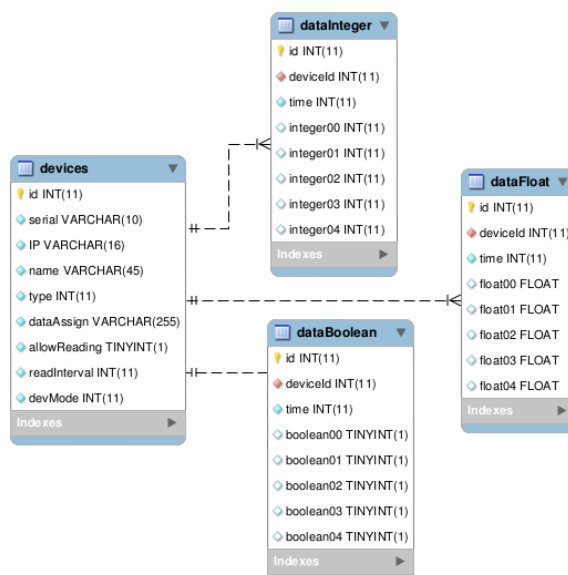 dataInteger
id INT(11)
deviceId INT(11)
time INT(11)
integer00 INT(11)
integer01 INT(11)
integer02 INT(11)
integer03 INT(11)
integer04 INT(11)
Indexes
devices
id INT(11)
serial VARCHAR(10)
IP VARCHAR(16)
name VARCHAR(45)
type INT(11)
dataAssign VARCHAR(255)
allowReading TINYINT(1)
readInterval INT(11)
devMode INT(11)
Indexes
dataFloat
id INT(11)
deviceId INT(11)
time INT(11)
float00 FLOAT
float01 FLOAT
float02 FLOAT
float03 FLOAT
float04 FLOAT
Indexes
dataBoolean
id INT(11)
deviceId INT(11)
time INT(11)
boolean00 TINYINT(1)
boolean01 TINYINT(1)
boolean02 TINYINT(1)
boolean03 TINYINT(1)
boolean04 TINYINT(1)
Indexes